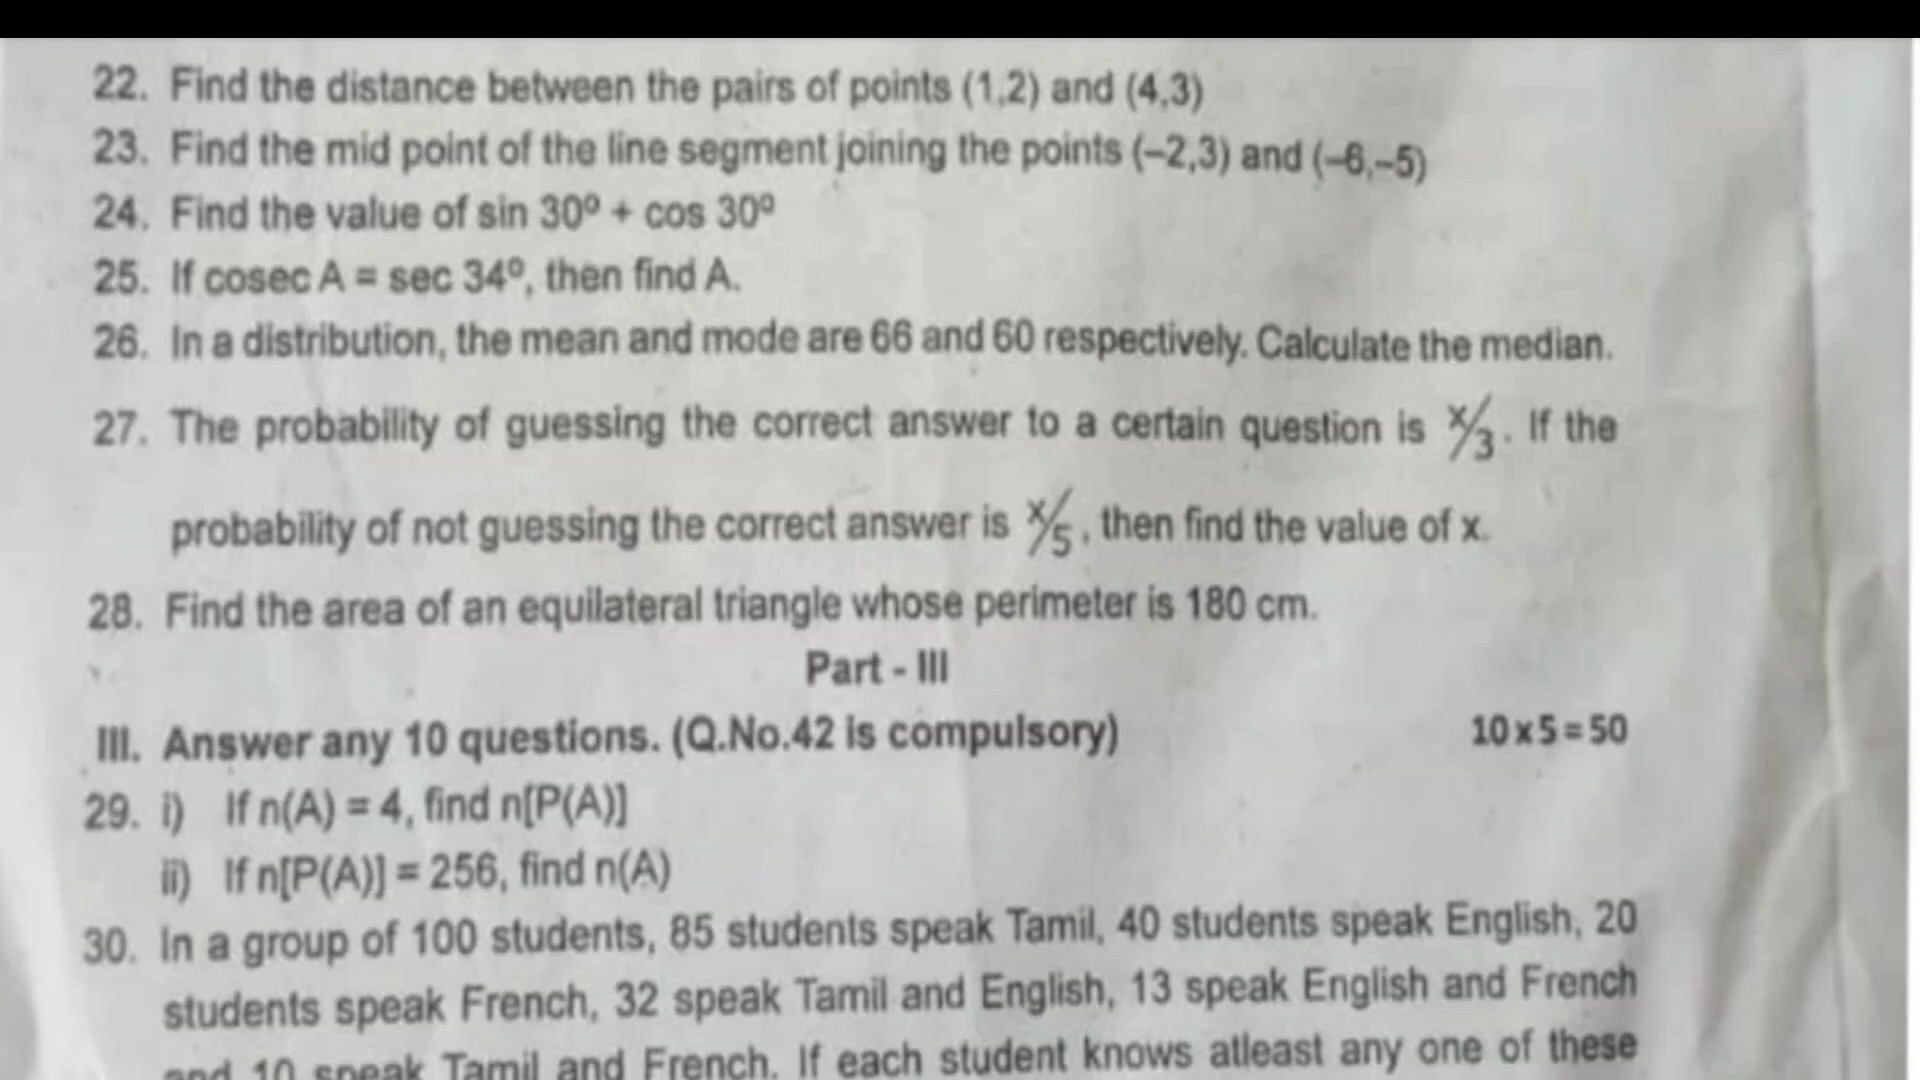 22. Find the distance between the pairs of points (1,2) and (4,3)
23. Find the mid point of the line segment joining the points (–2,3) and (–6,–5)
24. Find the value of sin 30º + cos 30º
25. If cosec A = sec 34º, then find A.
26. In a distribution, the mean and mode are 66 and 60 respectively. Calculate the median.
27. The probability of guessing the correct answer to a certain question is x/3. If the
probability of not guessing the correct answer is x/5, then find the value of x.
28. Find the area of an equilateral triangle whose perimeter is 180 cm.
Part - III
III. Answer any 10 questions. (Q.No.42 is compulsory) 10 x 5 = 50
29. i) If n(A) = 4, find n[P(A)]
ii) If n[P(A)] = 256, find n(A)
30. In a group of 100 students, 85 students speak Tamil, 40 students speak English, 20
students speak French, 32 speak Tamil and English, 13 speak English and French
and 10 speak Tamil and French. If each student knows atleast any one of these